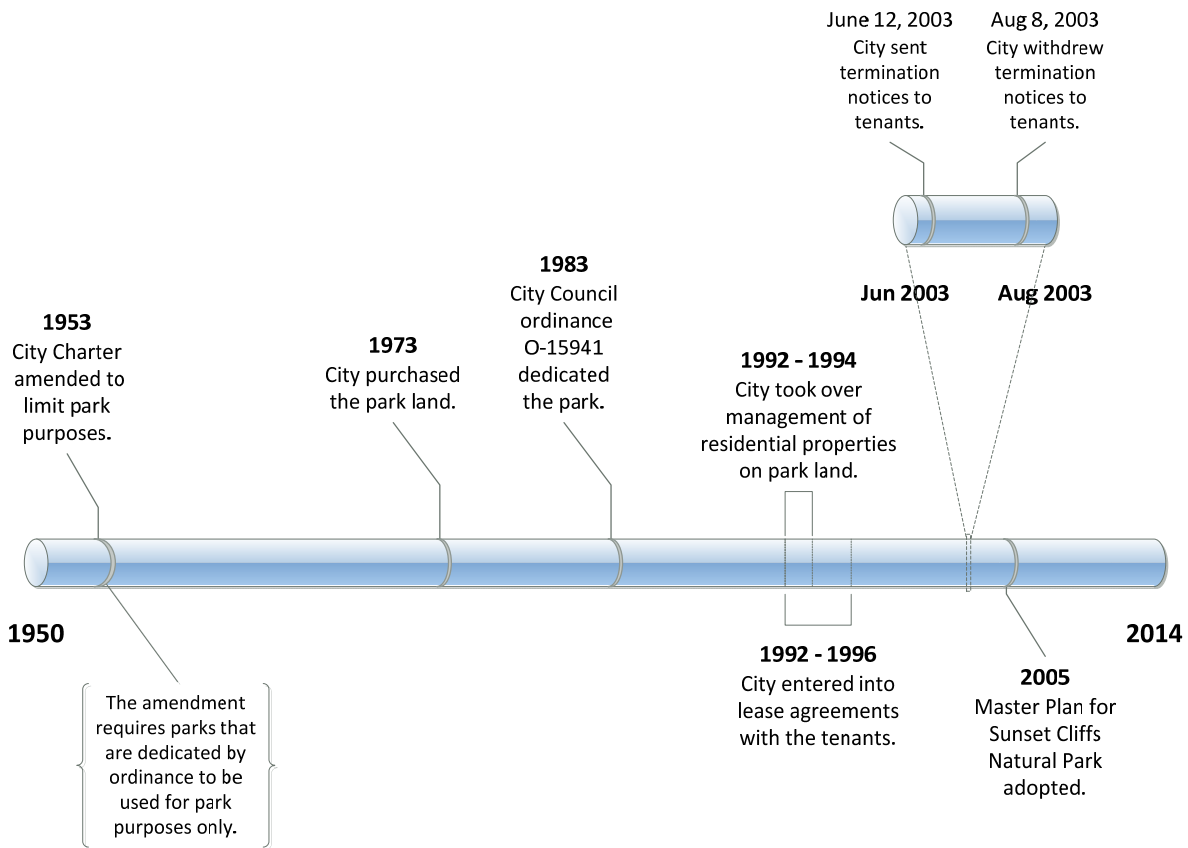 June 12, 2003
City sent
termination
notices to
tenants.
Aug 8, 2003
City withdrew
termination
notices to
tenants.
Jun 2003
Aug 2003
1953
City Charter
amended to
limit park
purposes.
1973
City purchased
the park land.
1983
City Council
ordinance
O-15941
dedicated
the park.
1992 - 1994
City took over
management of
residential properties
on park land.
1950
2014
The amendment
requires parks that
are dedicated by
ordinance to be
used for park
purposes only.
1992 - 1996
City entered into
lease agreements
with the tenants.
2005
Master Plan for
Sunset Cliffs
Natural Park
adopted.